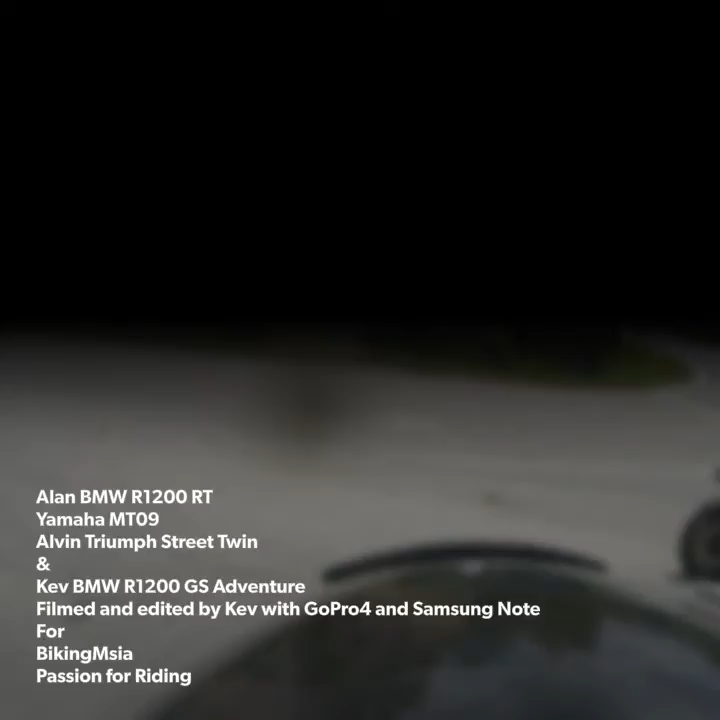 Alan BMW R1200 RT
Yamaha MT09
Alvin Triumph Street Twin
&
Kev BMW R1200 GS Adventure
Filmed and edited by Kev with GoPro4 and Samsung Note
For
BikingMsia
Passion for Riding